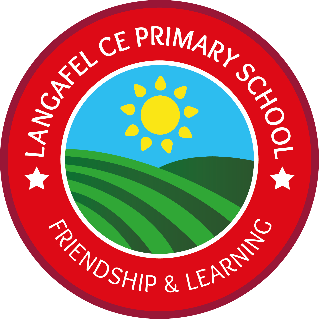 LANGAFEL CE PRIMARY SCHOOL
FRIENDSHIP & LEARNING